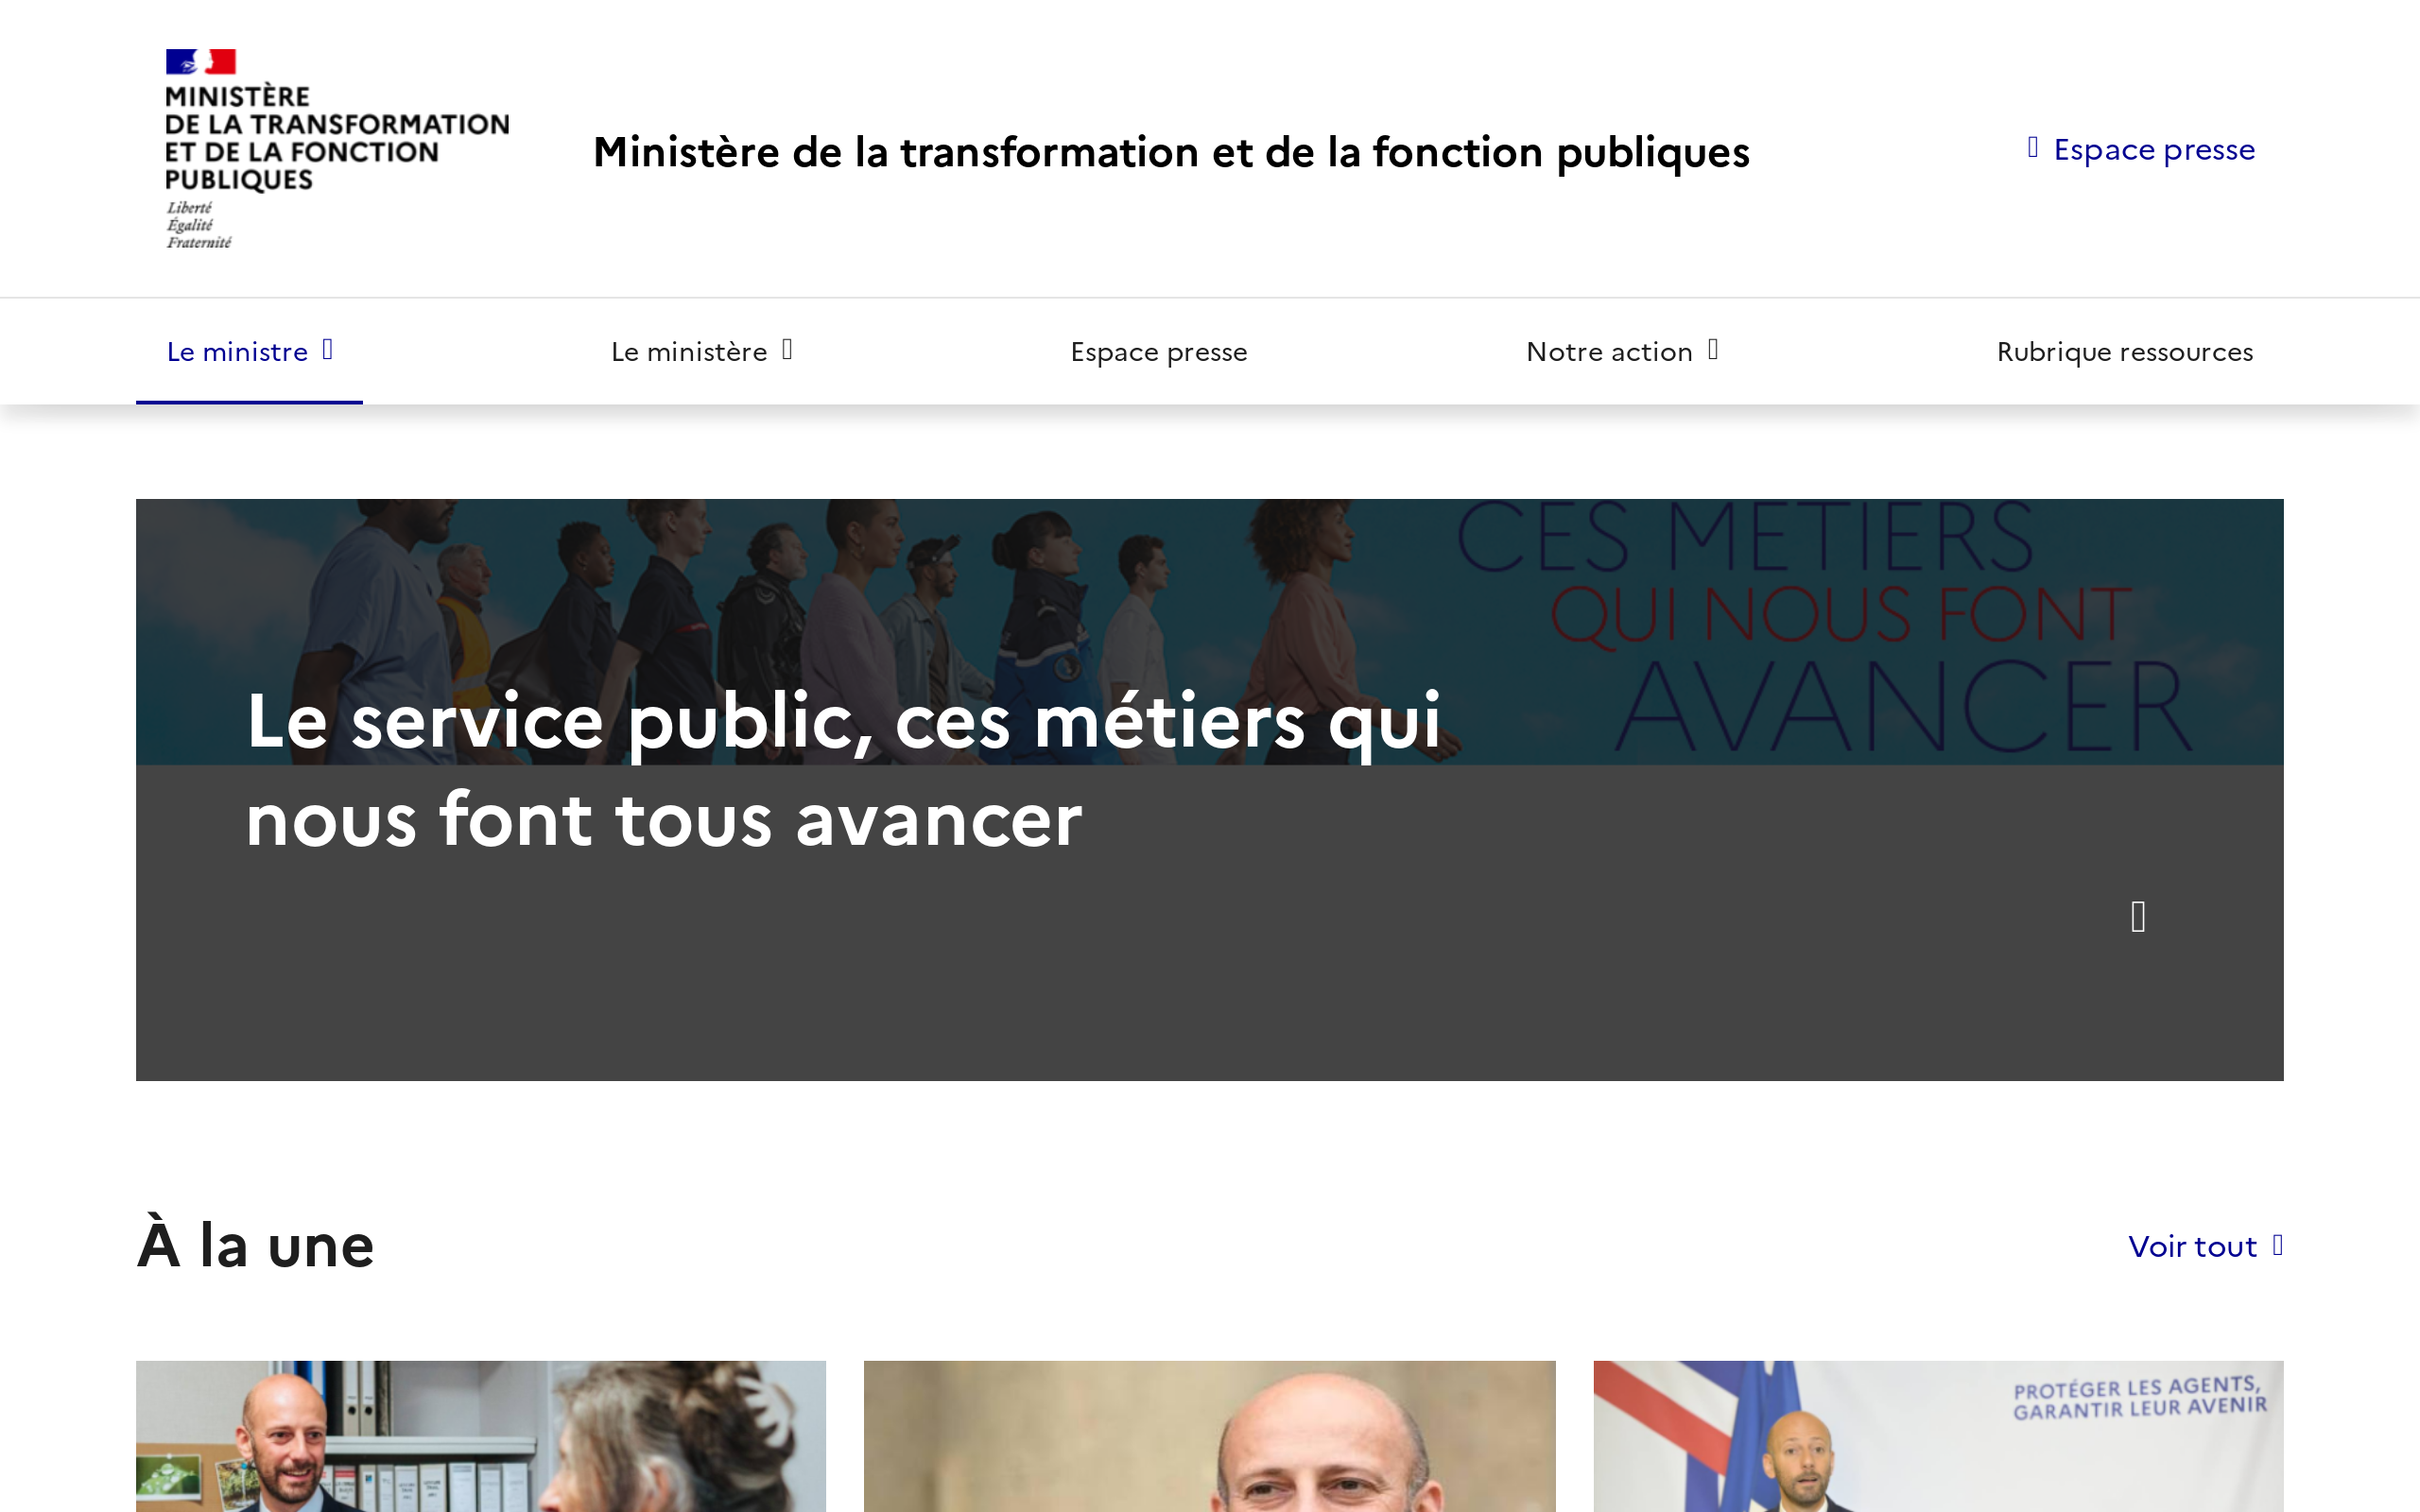 MINISTÈRE
DE LA TRANSFORMATION
ET DE LA FONCTION
PUBLIQUES
Liberté
Égalité
Fraternité
Ministère de la transformation et de la fonction publiques
Espace presse
Le ministre
Le ministère
Espace presse
Notre action
Rubrique ressources
CES METIERS
QUI NOUS FONT
AVANCER
Le service public, ces métiers qui
nous font tous avancer
À la une
Voir tout
PROTÉGER LES AGENTS,
GARANTIR LEUR AVENIR